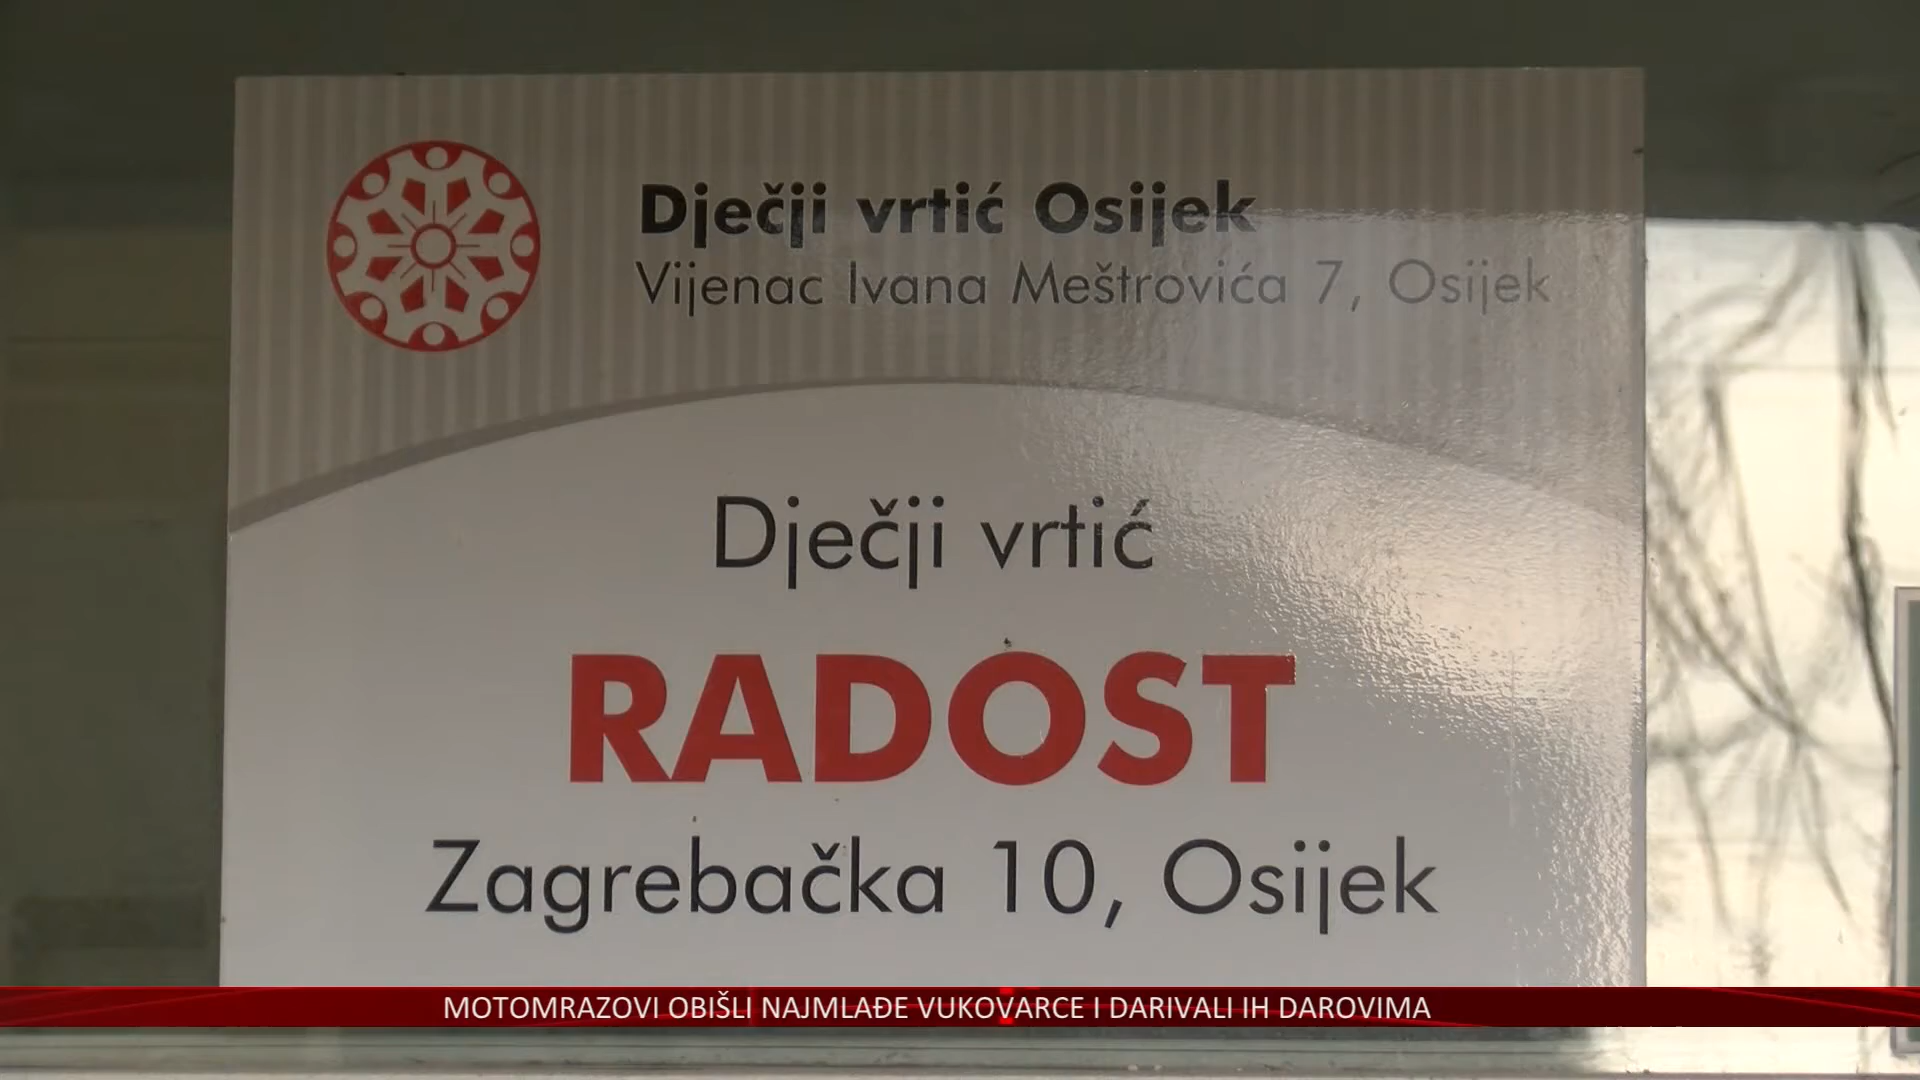 Dječji vrtić Osijek
Vijenac Ivana Meštrovića 7, Osijek
Dječji vrtić
RADOST
Zagrebačka 10, Osijek
MOTOMRAZOVI OBIŠLI NAJMLAĐE VUKOVARCE I DARIVALI IH DAROVIMA